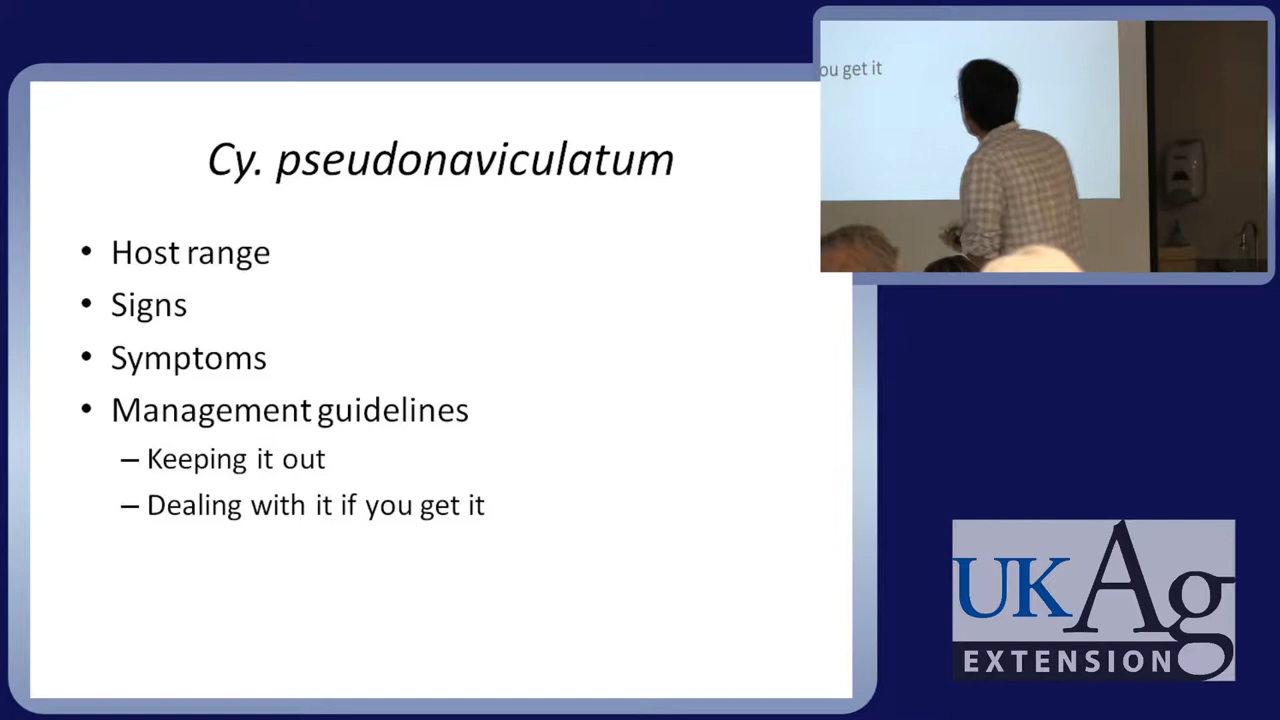 Cy. pseudonaviculatum
• Host range
• Signs
• Symptoms
• Management guidelines
– Keeping it out
– Dealing with it if you get it
ou get it
UKAg
EXTENSION